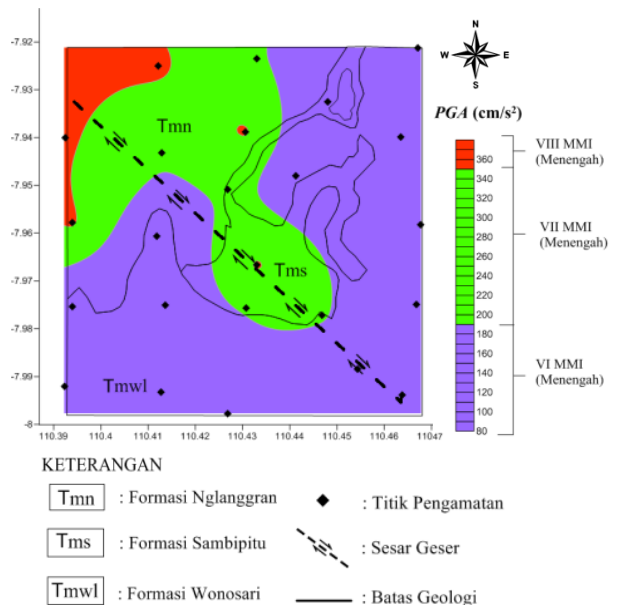 N
W E
S
-7.92
-7.93
-7.94
-7.95
-7.96
-7.97
-7.98
-7.99
-8
110.39 110.4 110.41 110.42 110.43 110.44 110.45 110.46 110.47
Tmn
Tms
Tmwl
PGA (cm/s²)
360
340
320
300
280
260
240
220
200
180
160
140
120
100
80
VIII MMI
(Menengah)
VII MMI
(Menengah)
VI MMI
(Menengah)
KETERANGAN
Tmn : Formasi Nglanggran
Tms : Formasi Sambipitu
Tmwl : Formasi Wonosari
: Titik Pengamatan
: Sesar Geser
: Batas Geologi